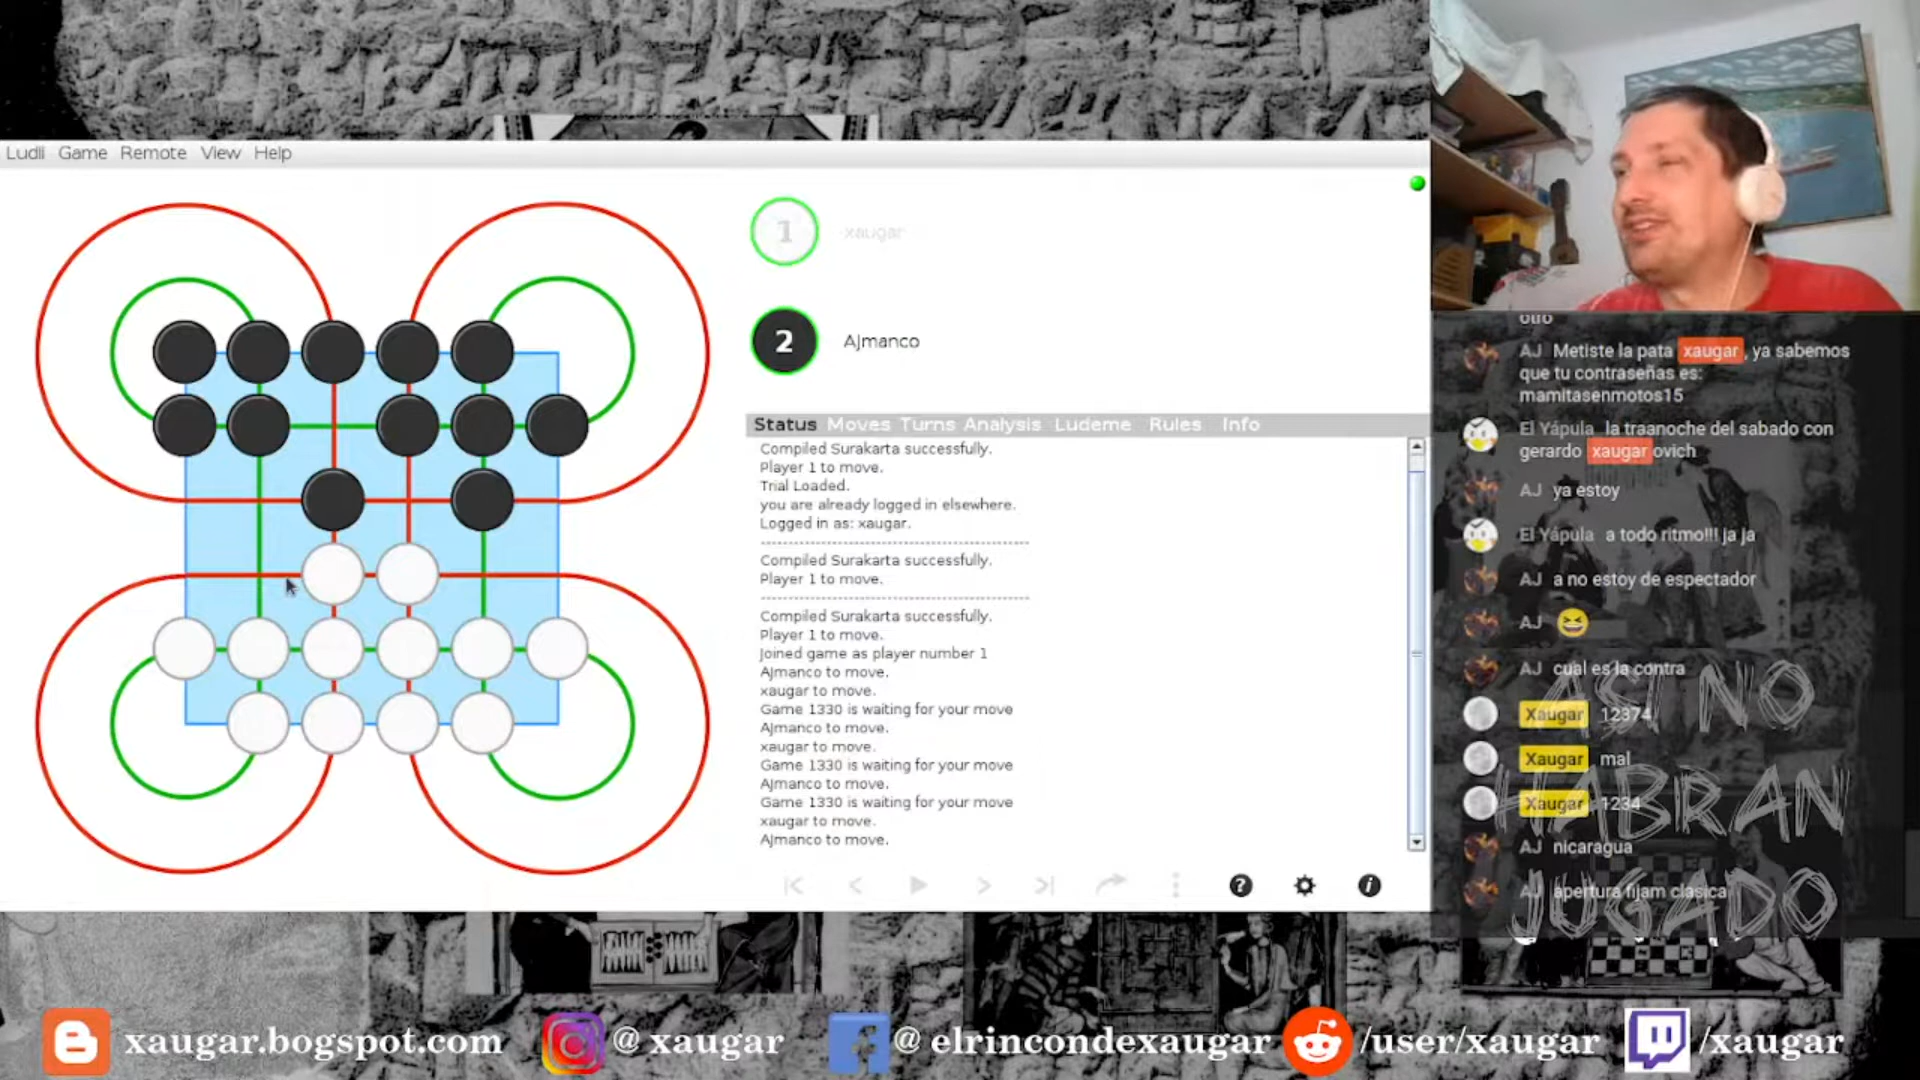 Ludii Game Remote View Help
1 xaugar
2 AJmanco
Status Moves Turns Analysis Ludeme Rules Info
Compiled Surakarta successfully.
Player 1 to move.
Trial Loaded.
you are already logged in elsewhere.
Logged in as: xaugar.
Compiled Surakarta successfully.
Player 1 to move.
Compiled Surakarta successfully.
Player 1 to move.
Joined game as player number 1
AJmanco to move.
xaugar to move.
Game 1330 is waiting for your move
AJmanco to move.
xaugar to move.
Game 1330 is waiting for your move
AJmanco to move.
Game 1330 is waiting for your move
xaugar to move.
AJmanco to move.
otro
AJ Metiste la pata xaugar , ya sabemos
que tu contraseñas es:
mamitasenmotos15
El Yápula la traanoche del sabado con
gerardo xaugar ovich
AJ ya estoy
El Yápula a todo ritmo!!! ja ja
AJ a no estoy de espectador
AJ 😆
AJ cual es la contra
Xaugar 12374
Xaugar mal
Xaugar 1234
AJ nicaragua
AJ apertura fijam clasica
ASI NO
HABRAN
JUGADO
xaugar.bogspot.com @ xaugar @ elrincondexaugar /user/xaugar /xaugar